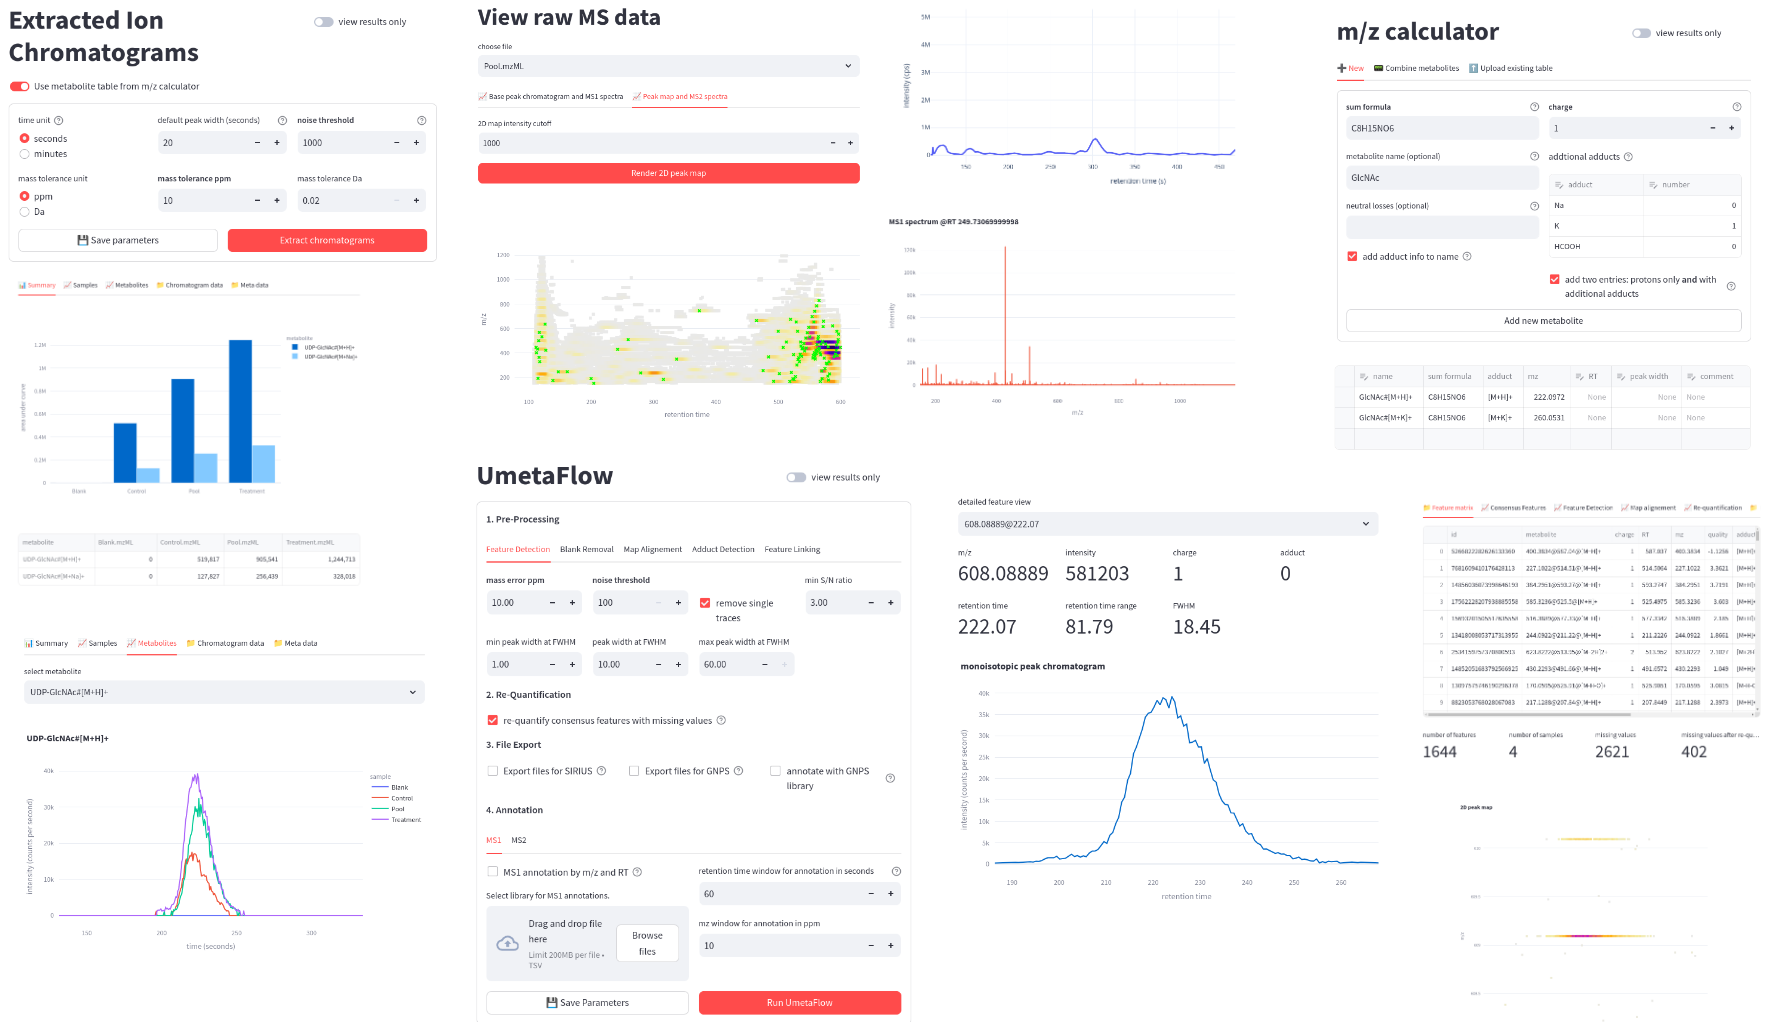 Extracted Ion
Chromatograms
view results only
Use metabolite table from m/z calculator
time unit
default peak width (seconds)
noise threshold
seconds
minutes
20
1000
mass tolerance unit
mass tolerance ppm
mass tolerance Da
ppm
Da
10
0.02
Save parameters
Extract chromatograms
Summary Samples Metabolites Chromatogram data Meta data
metabolite
UDP-GlcNAc#[M+H]+
UDP-GlcNAc#[M+Na]+
area under curve
1.2M
1M
0.8M
0.6M
0.4M
0.2M
0
Blank Control Pool Treatment
metabolite Blank.mzML Control.mzML Pool.mzML Treatment.mzML
UDP-GlcNAc#[M+H]+ 0 519,817 905,541 1,244,713
UDP-GlcNAc#[M+Na]+ 0 127,827 256,439 328,018
Summary Samples Metabolites Chromatogram data Meta data
select metabolite
UDP-GlcNAc#[M+H]+
UDP-GlcNAc#[M+H]+
intensity (counts per second)
40k
30k
20k
10k
0
150 200 250 300
time (seconds)
sample
Blank
Control
Pool
Treatment
View raw MS data
choose file
Pool.mzML
Base peak chromatogram and MS1 spectra Peak map and MS2 spectra
2D map intensity cutoff
1000
Render 2D peak map
m/z
1200
1000
800
600
400
200
100 200 300 400 500 600
retention time
intensity (cps)
5M
4M
3M
2M
1M
0
150 200 250 300 350 400 450
retention time (s)
MS1 spectrum @RT 249.73069999998
intensity
120k
100k
80k
60k
40k
20k
0
200 400 600 800 1000
m/z
m/z calculator
view results only
New Combine metabolites Upload existing table
sum formula
C8H15NO6
charge
1
metabolite name (optional)
GlcNAc
addtional adducts
adduct number
Na 0
K 1
HCOOH 0
neutral losses (optional)
add adduct info to name
add two entries: protons only and with
additional adducts
Add new metabolite
name sum formula adduct mz RT peak width comment
GlcNAc#[M+H]+ C8H15NO6 [M+H]+ 222.0972 None None None
GlcNAc#[M+K]+ C8H15NO6 [M+K]+ 260.0531 None None None
UmetaFlow
view results only
1. Pre-Processing
Feature Detection Blank Removal Map Alignement Adduct Detection Feature Linking
mass error ppm
10.00
noise threshold
100
remove single
traces
min S/N ratio
3.00
min peak width at FWHM
1.00
peak width at FWHM
10.00
max peak width at FWHM
60.00
2. Re-Quantification
re-quantify consensus features with missing values
3. File Export
Export files for SIRIUS
Export files for GNPS
annotate with GNPS
library
4. Annotation
MS1 MS2
MS1 annotation by m/z and RT
Select library for MS1 annotations.
Drag and drop file
here
Limit 200MB per file •
TSV
Browse
files
retention time window for annotation in seconds
60
mz window for annotation in ppm
10
Save Parameters
Run UmetaFlow
detailed feature view
608.08889@222.07
m/z intensity charge adduct
608.08889 581203 1 0
retention time retention time range FWHM
222.07 81.79 18.45
monoisotopic peak chromatogram
intensity (counts per second)
40k
35k
30k
25k
20k
15k
10k
5k
0
190 200 210 220 230 240 250 260
retention time
Feature matrix Consensus Features Feature Detection Map alignement Re-quantification
id metabolite charge RT mz quality adduct
number of features number of samples missing values missing values after re-qu...
1644 4 2621 402
2D peak map